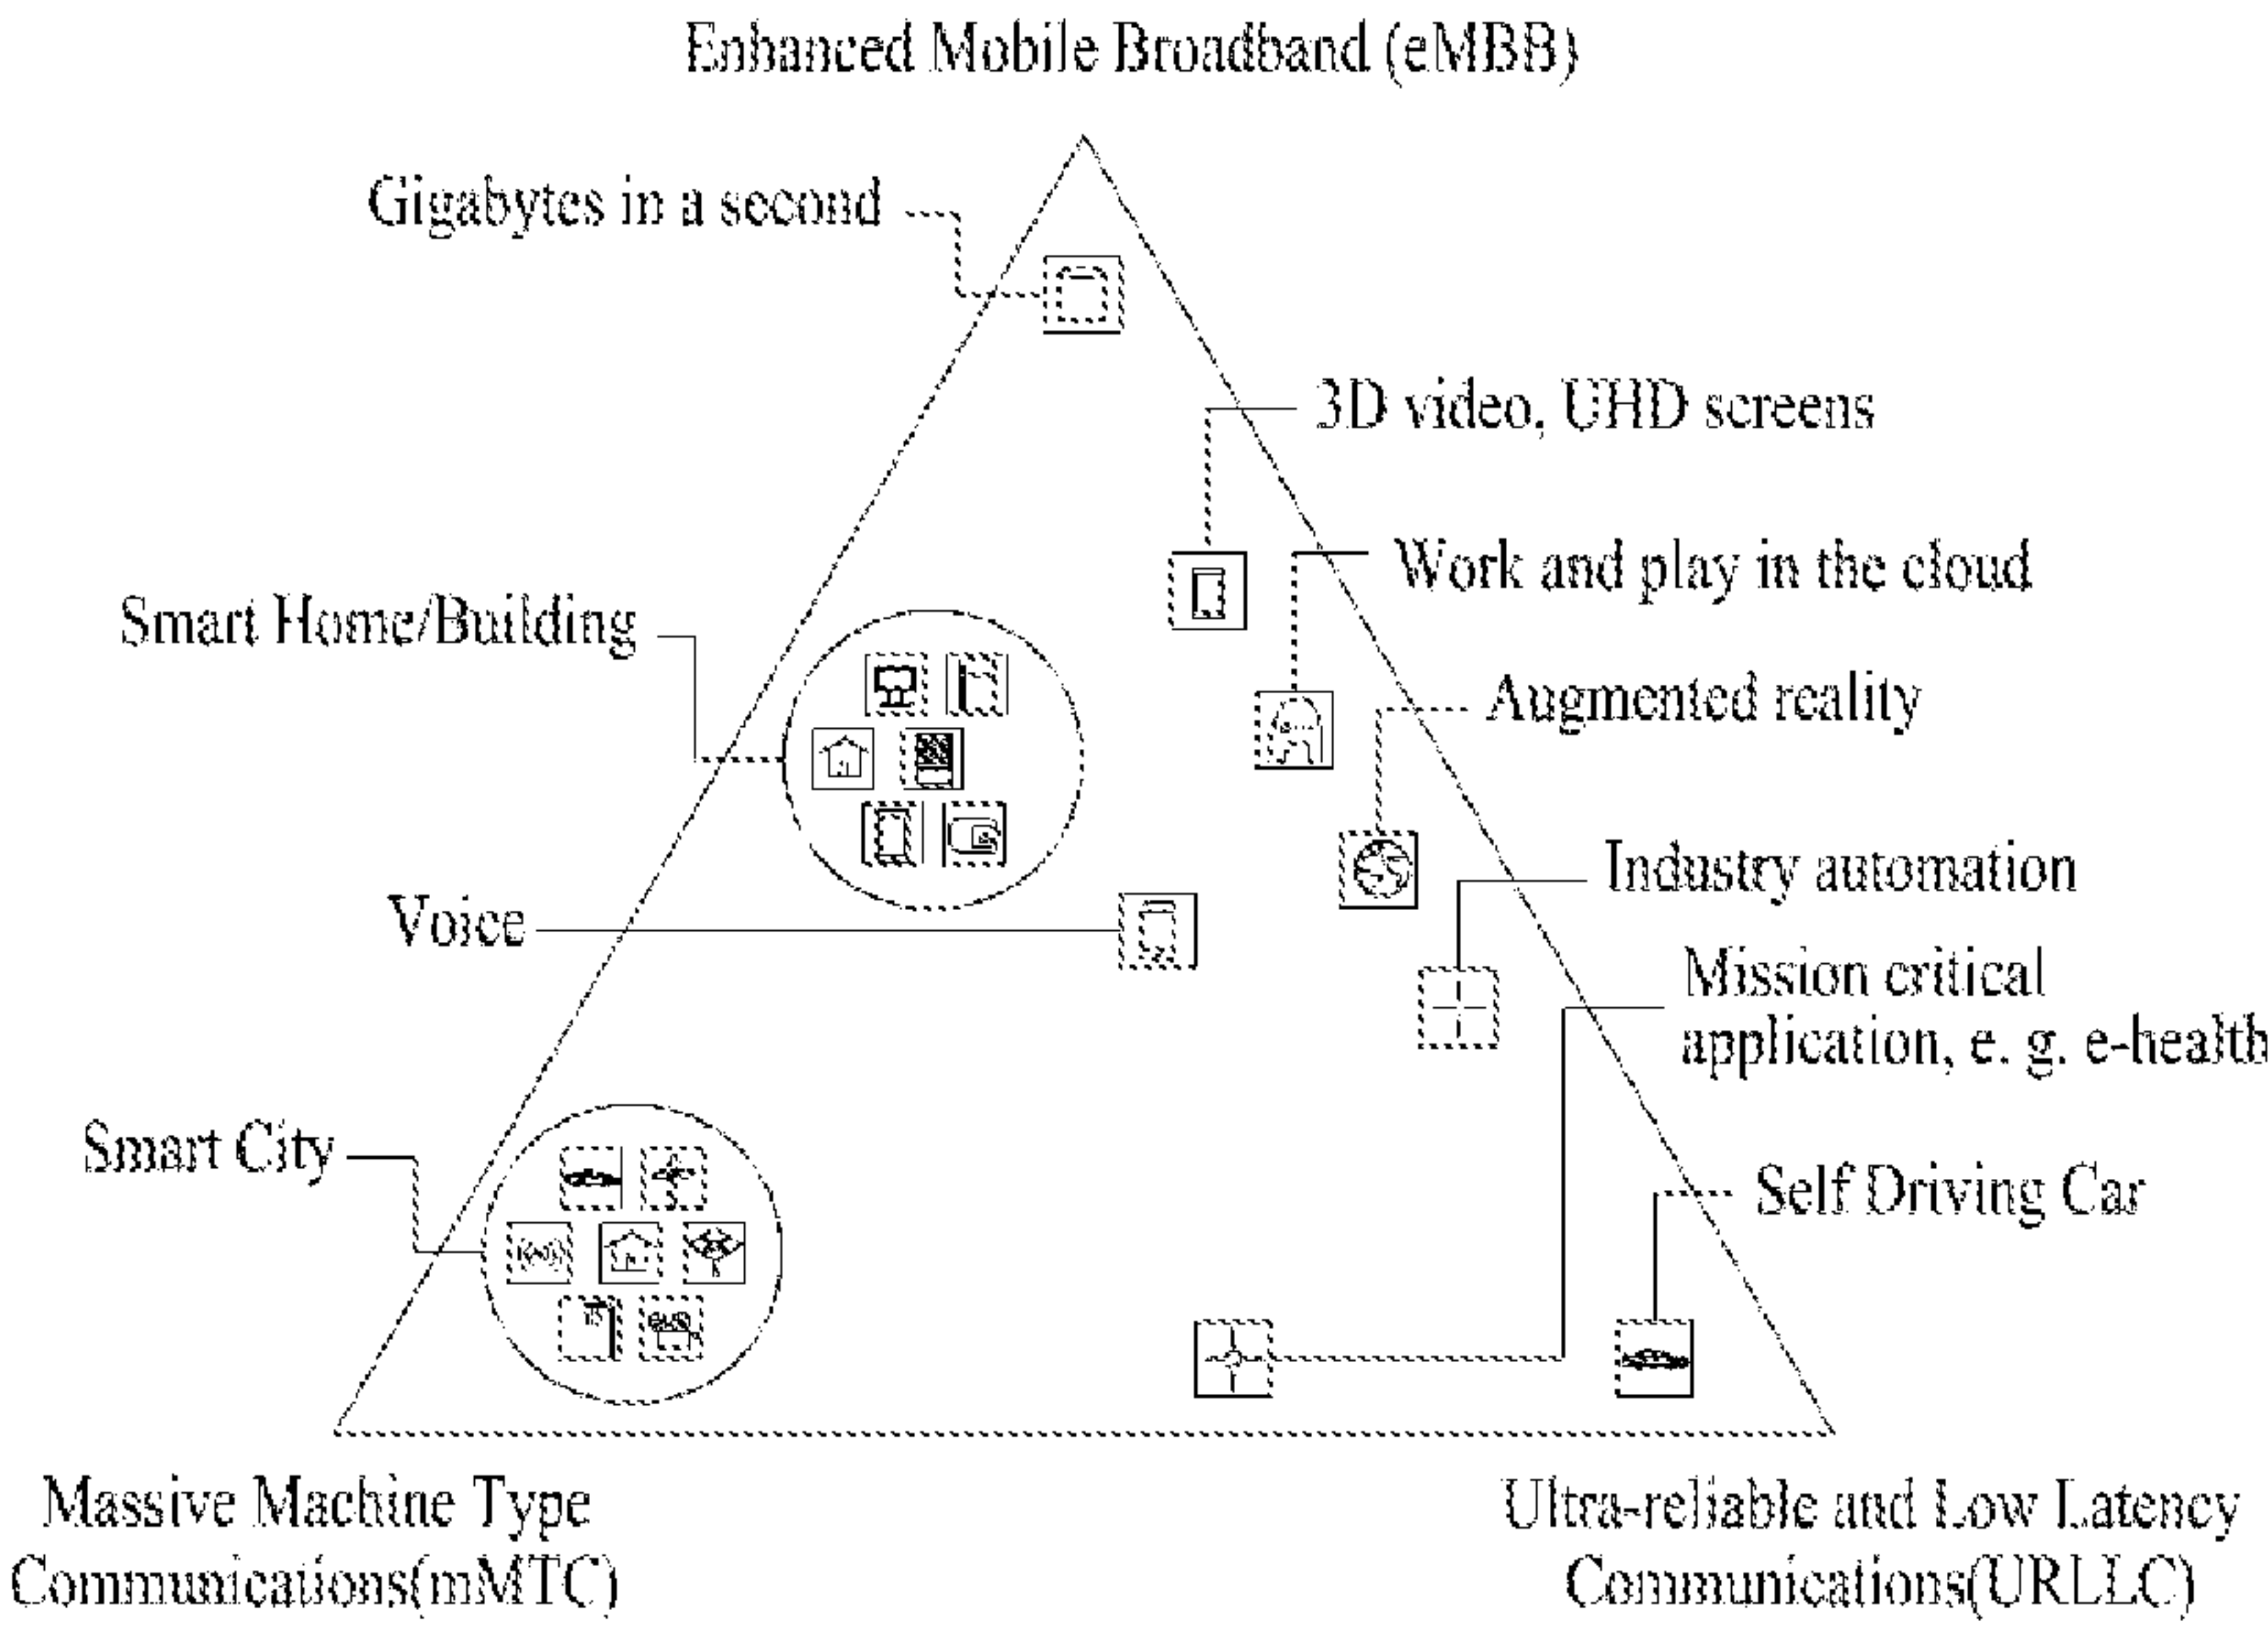 Enhanced Mobile Broadband (eMBB)
Gigabytes in a second
3D video, UHD screens
Work and play in the cloud
Smart Home/Building
Augmented reality
Industry automation
Voice
Mission critical
application, e. g. e-health
Smart City
Self Driving Car
Massive Machine Type
Communications(mMTC)
Ultra-reliable and Low Latency
Communications(URLLC)